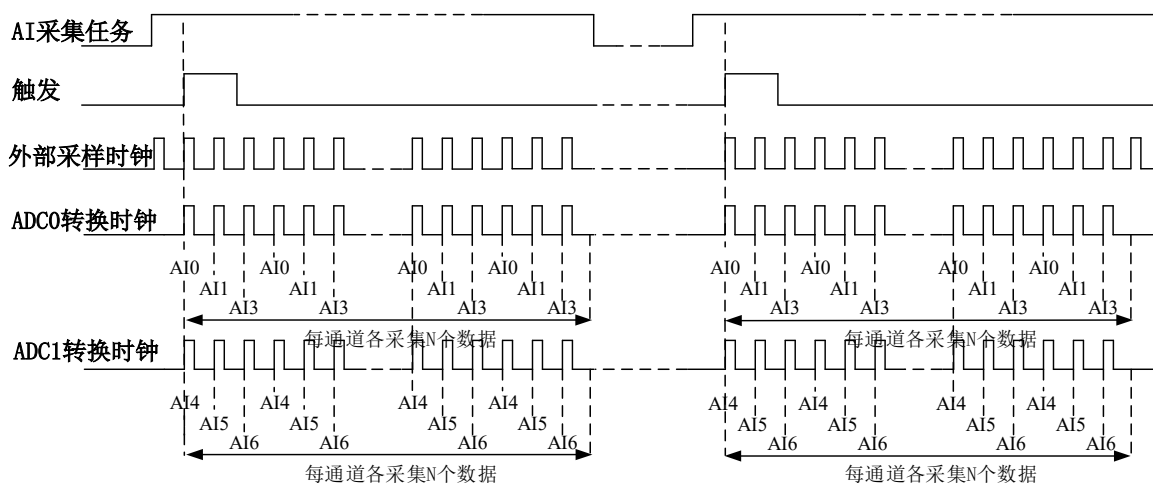 AI采集任务
触发
外部采样时钟
ADC0转换时钟
AI0 AI0 AI0 AI0 AI0 AI0 AI0 AI0
AI1 AI1 AI1 AI1 AI1 AI1 AI1 AI1
AI3 AI3 AI3 AI3 AI3 AI3 AI3 AI3
每通道各采集N个数据 每通道各采集N个数据
ADC1转换时钟
AI4 AI4 AI4 AI4 AI4 AI4 AI4 AI4
AI5 AI5 AI5 AI5 AI5 AI5 AI5 AI5
AI6 AI6 AI6 AI6 AI6 AI6 AI6 AI6
每通道各采集N个数据 每通道各采集N个数据